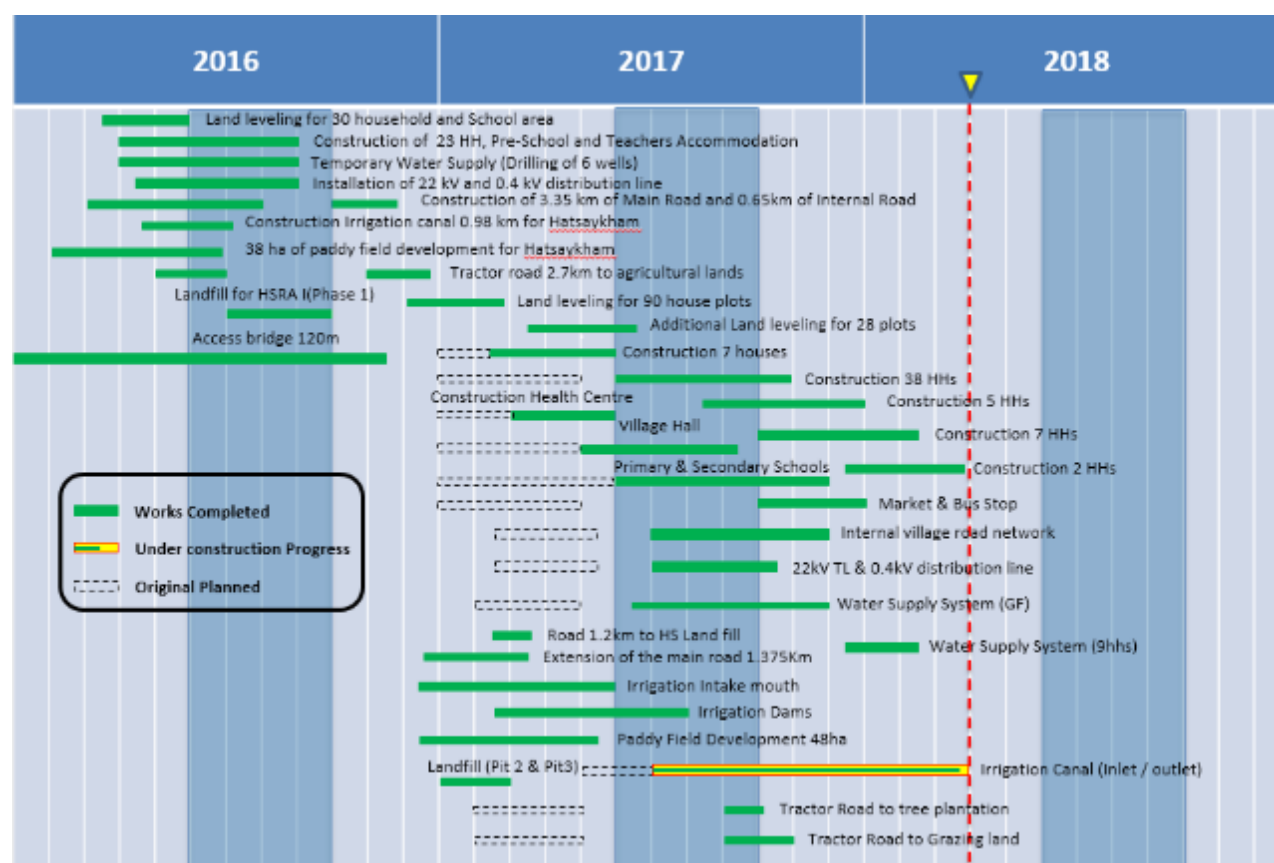 2016
2017
2018
Land leveling for 30 household and School area
Construction of 23 HH, Pre-School and Teachers Accommodation
Temporary Water Supply (Drilling of 6 wells)
Installation of 22 kV and 0.4 kV distribution line
Construction of 3.35 km of Main Road and 0.65km of Internal Road
Construction Irrigation canal 0.98 km for Hatsaykham
38 ha of paddy field development for Hatsaykham
Tractor road 2.7km to agricultural lands
Landfill for HSRA I(Phase 1)
Land leveling for 90 house plots
Additional Land leveling for 28 plots
Access bridge 120m
Construction 7 houses
Construction 38 HHs
Construction Health Centre
Construction 5 HHs
Village Hall
Construction 7 HHs
Primary & Secondary Schools
Construction 2 HHs
Market & Bus Stop
Works Completed
Under construction Progress
Original Planned
Internal village road network
22kV TL & 0.4kV distribution line
Water Supply System (GF)
Road 1.2km to HS Land fill
Water Supply System (9hhs)
Extension of the main road 1.375Km
Irrigation Intake mouth
Irrigation Dams
Paddy Field Development 48ha
Landfill (Pit 2 & Pit3)
Irrigation Canal (Inlet / outlet)
Tractor Road to tree plantation
Tractor Road to Grazing land